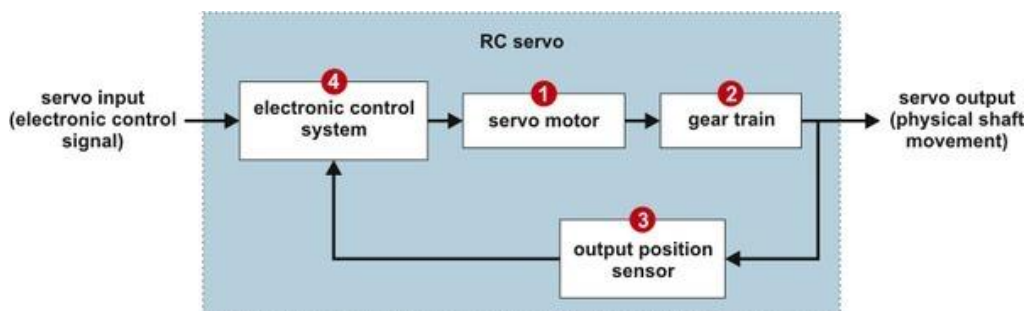 RC servo
servo input
(electronic control
signal)
4
electronic control
system
1
servo motor
2
gear train
servo output
(physical shaft
movement)
3
output position
sensor